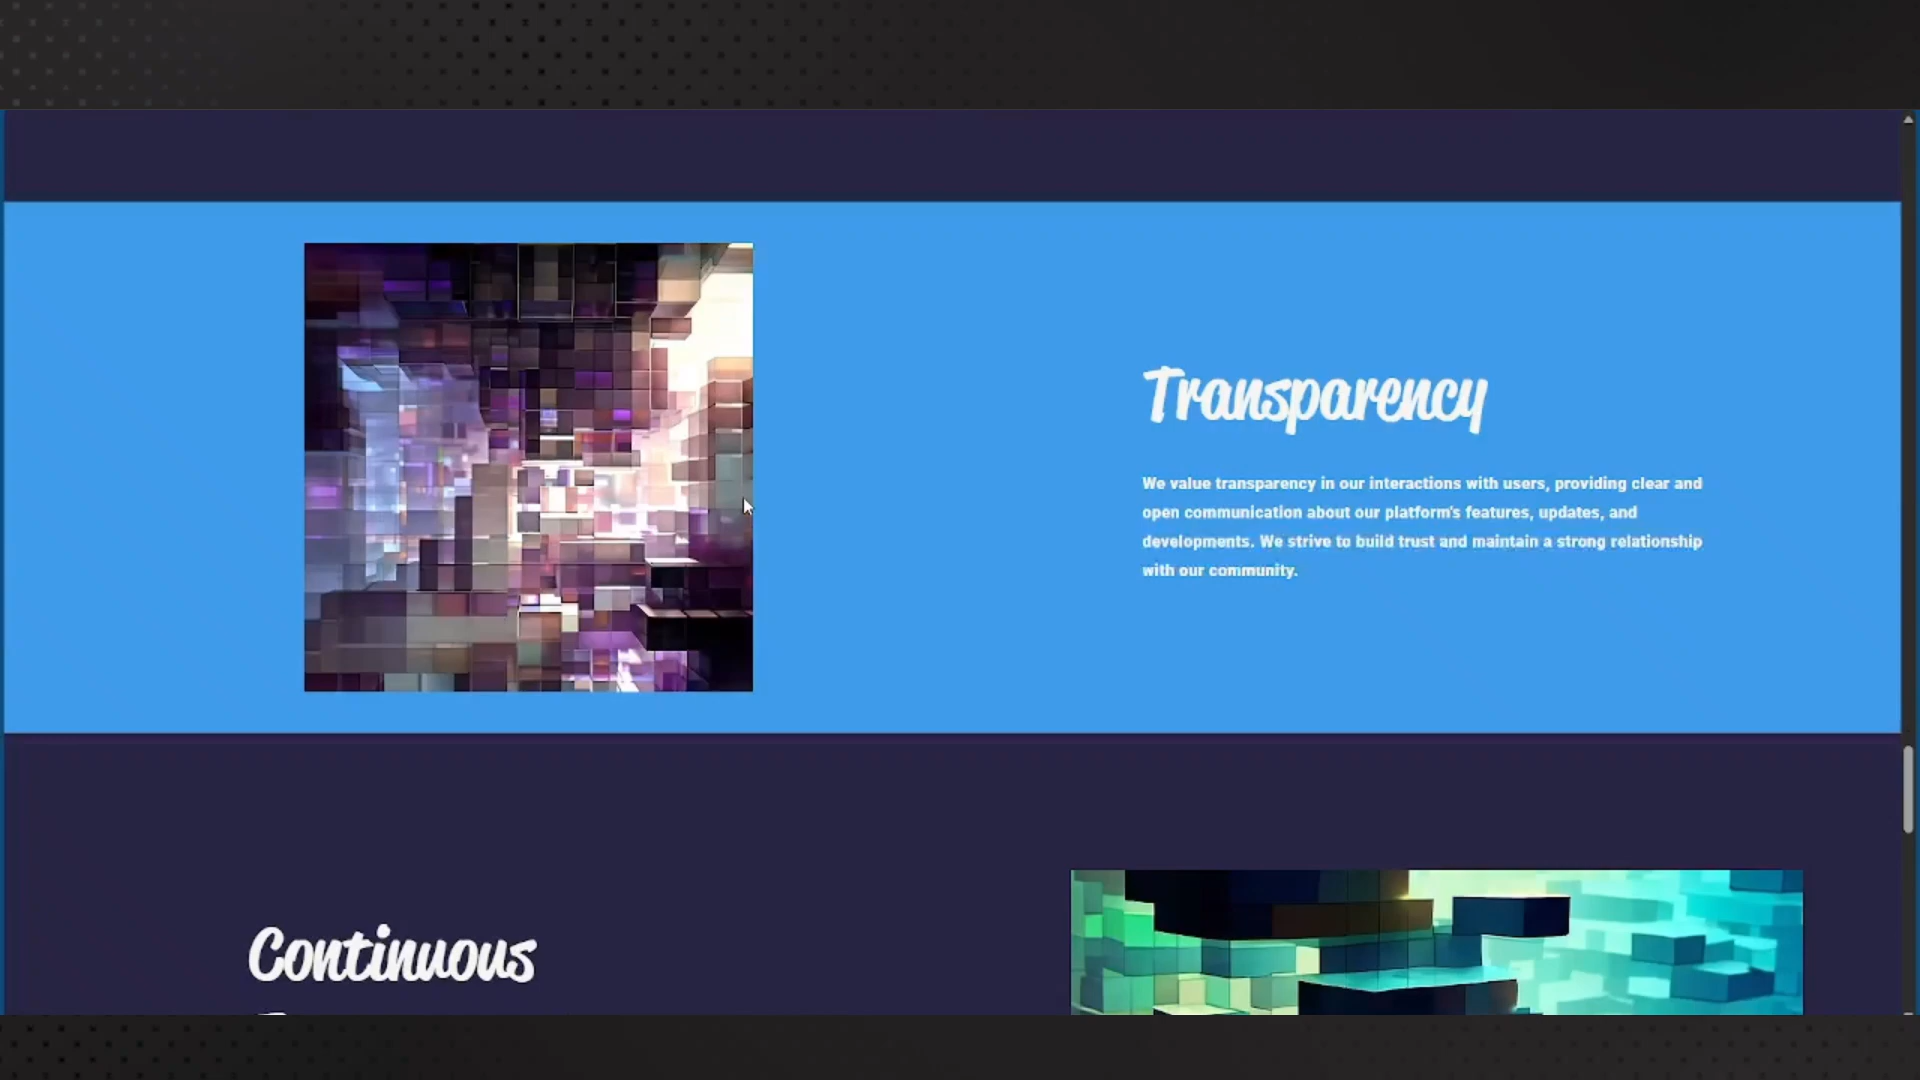 Transparency
We value transparency in our interactions with users, providing clear and
open communication about our platform's features, updates, and
developments. We strive to build trust and maintain a strong relationship
with our community.
Continuous